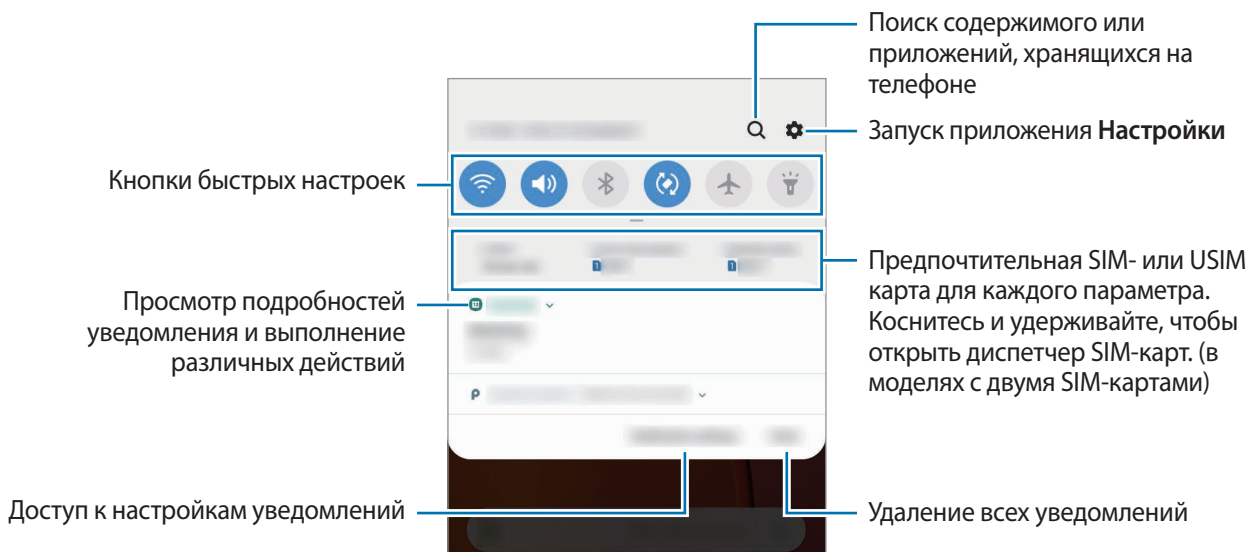 Поиск содержимого или
приложений, хранящихся на
телефоне
Запуск приложения Настройки
Кнопки быстрых настроек
Предпочтительная SIM- или USIM
карта для каждого параметра.
Коснитесь и удерживайте, чтобы
открыть диспетчер SIM-карт. (в
моделях с двумя SIM-картами)
Просмотр подробностей
уведомления и выполнение
различных действий
Доступ к настройкам уведомлений
Удаление всех уведомлений